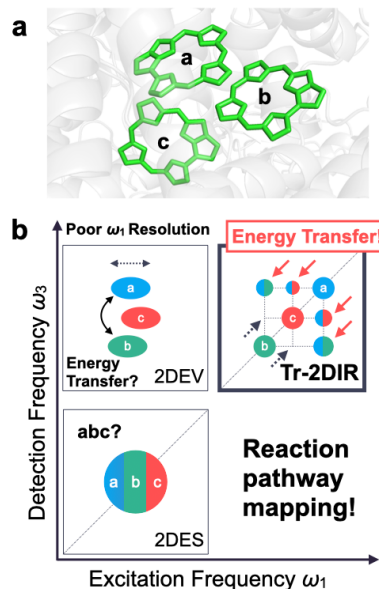 a
a
b
c
b
Detection Frequency ω₃
Poor ω₁ Resolution
a
c
b
Energy
Transfer?
2DEV
Energy Transfer!
a
c
b
Tr-2DIR
abc?
a b c
2DES
Reaction
pathway
mapping!
Excitation Frequency ω₁